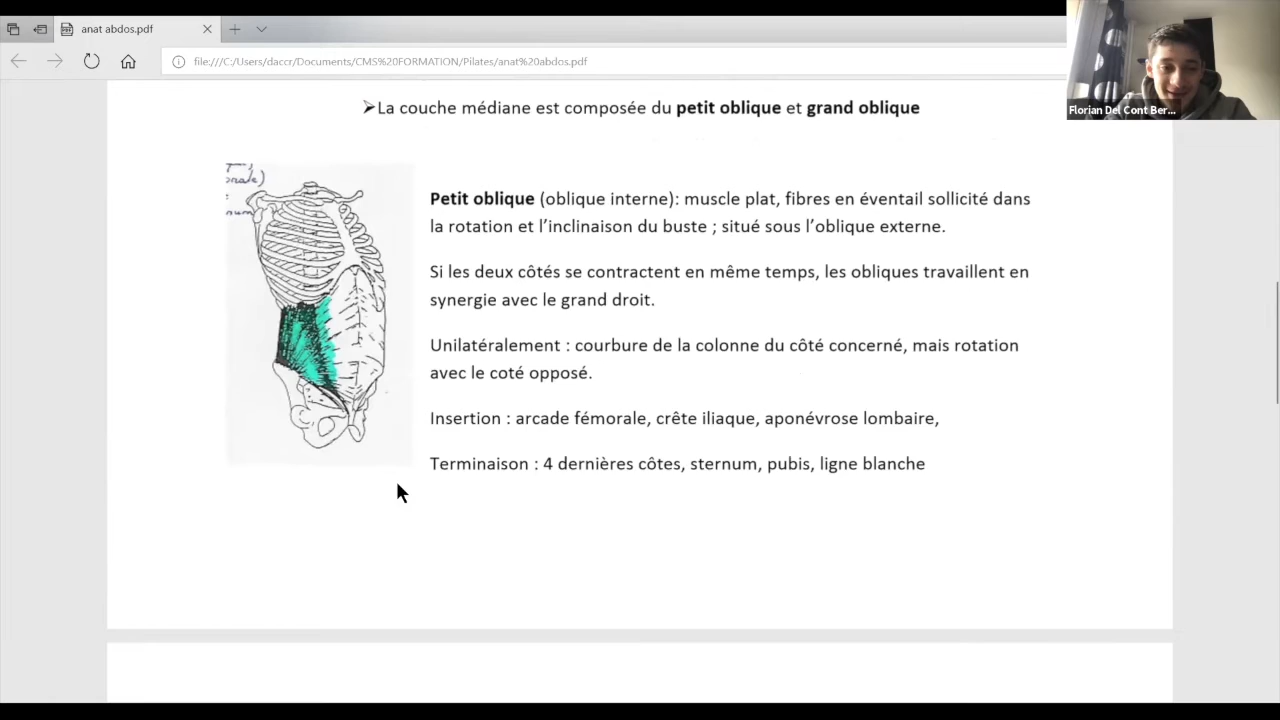 anat abdos.pdf
file:///C:/Users/daccr/Documents/CMS%20FORMATION/Pilates/anat%20abdos.pdf
Florian Del Cont Ber...
➢La couche médiane est composée du petit oblique et grand oblique
onale)
num
Petit oblique (oblique interne): muscle plat, fibres en éventail sollicité dans
la rotation et l’inclinaison du buste ; situé sous l’oblique externe.
Si les deux côtés se contractent en même temps, les obliques travaillent en
synergie avec le grand droit.
Unilatéralement : courbure de la colonne du côté concerné, mais rotation
avec le coté opposé.
Insertion : arcade fémorale, crête iliaque, aponévrose lombaire,
Terminaison : 4 dernières côtes, sternum, pubis, ligne blanche